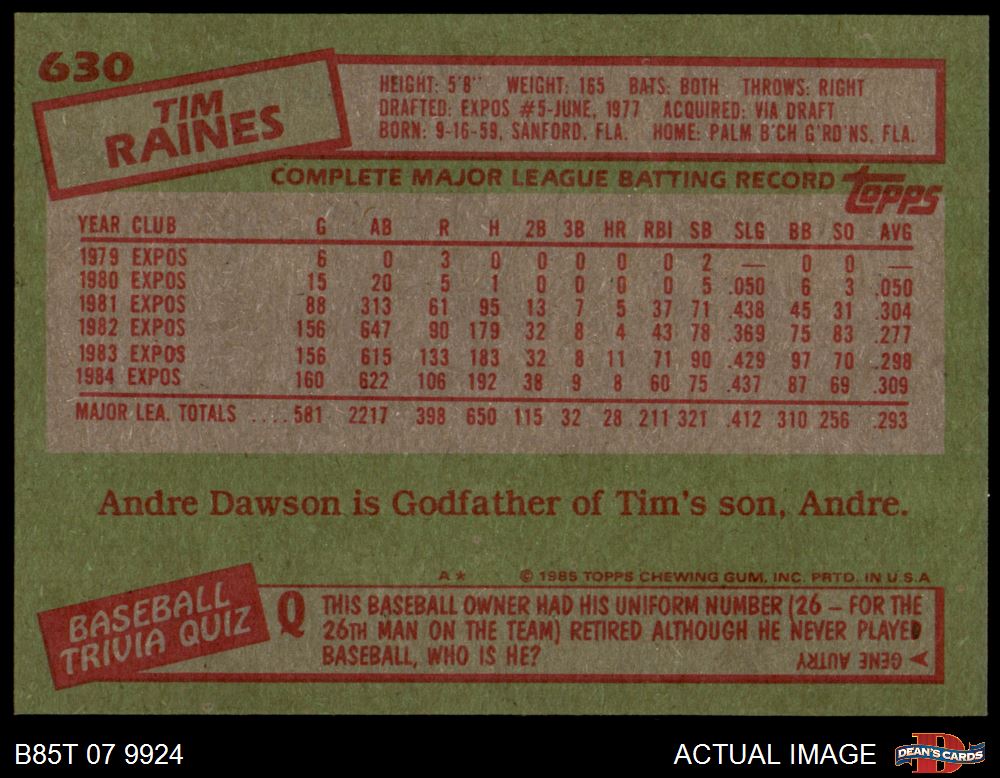 630
TIM
RAINES
HEIGHT: 5'8" WEIGHT: 165 BATS: BOTH THROWS: RIGHT
DRAFTED: EXPOS #5-JUNE, 1977 ACQUIRED: VIA DRAFT
BORN: 9-16-59, SANFORD, FLA. HOME: PALM B'CH G'RD'NS, FLA.
COMPLETE MAJOR LEAGUE BATTING RECORD topps
YEAR CLUB G AB R H 2B 3B HR RBI SB SLG BB SO AVG
1979 EXPOS 6 0 3 0 0 0 0 0 2 — 0 0 —
1980 EXPOS 15 20 5 1 0 0 0 0 5 .050 6 3 .050
1981 EXPOS 88 313 61 95 13 7 5 37 71 .438 45 31 .304
1982 EXPOS 156 647 90 179 32 8 4 43 78 .369 75 83 .277
1983 EXPOS 156 615 133 183 32 8 11 71 90 .429 97 70 .298
1984 EXPOS 160 622 106 192 38 9 8 60 75 .437 87 69 .309
MAJOR LEA. TOTALS ....581 2217 398 650 115 32 28 211 321 .412 310 256 .293
Andre Dawson is Godfather of Tim's son, Andre.
A* © 1985 TOPPS CHEWING GUM, INC. PRTD. IN U.S.A
BASEBALL
TRIVIA QUIZ
Q THIS BASEBALL OWNER HAD HIS UNIFORM NUMBER (26 – FOR THE
26TH MAN ON THE TEAM) RETIRED ALTHOUGH HE NEVER PLAYED
BASEBALL, WHO IS HE?
GENE AUTRY
B85T 07 9924
ACTUAL IMAGE
DEAN'S CARDS